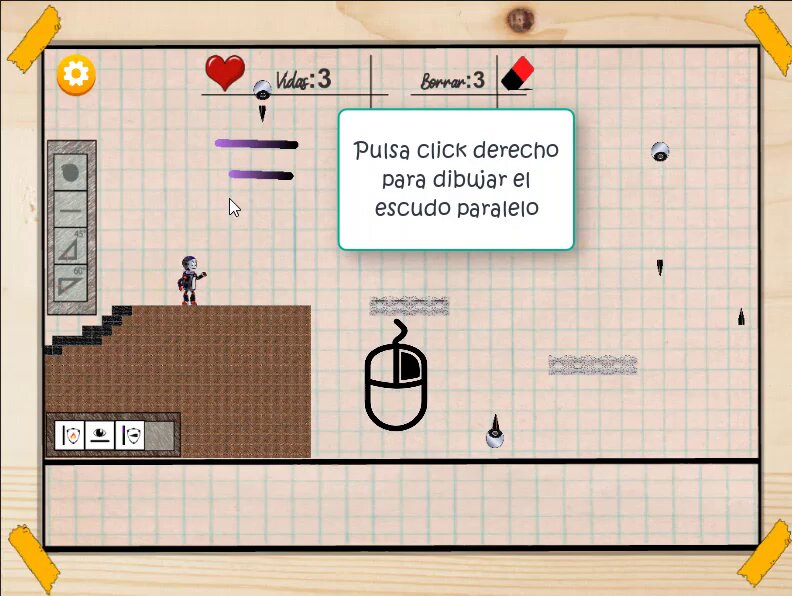 Vidas:3
Borrar:3
Pulsa click derecho
para dibujar el
escudo paralelo
45°
60°